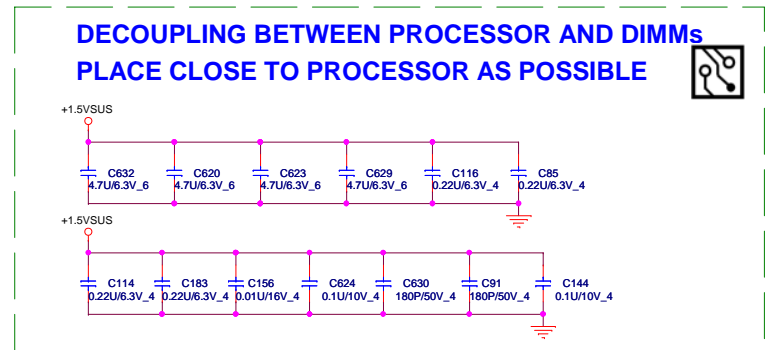 DECOUPLING BETWEEN PROCESSOR AND DIMMs
PLACE CLOSE TO PROCESSOR AS POSSIBLE
+1.5VSUS
C632 C620 C623 C629 C116 C85
4.7U/6.3V_6 4.7U/6.3V_6 4.7U/6.3V_6 4.7U/6.3V_6 0.22U/6.3V_4 0.22U/6.3V_4
+1.5VSUS
C114 C183 C156 C624 C630 C91 C144
0.22U/6.3V_4 0.22U/6.3V_4 0.01U/16V_4 0.1U/10V_4 180P/50V_4 180P/50V_4 0.1U/10V_4